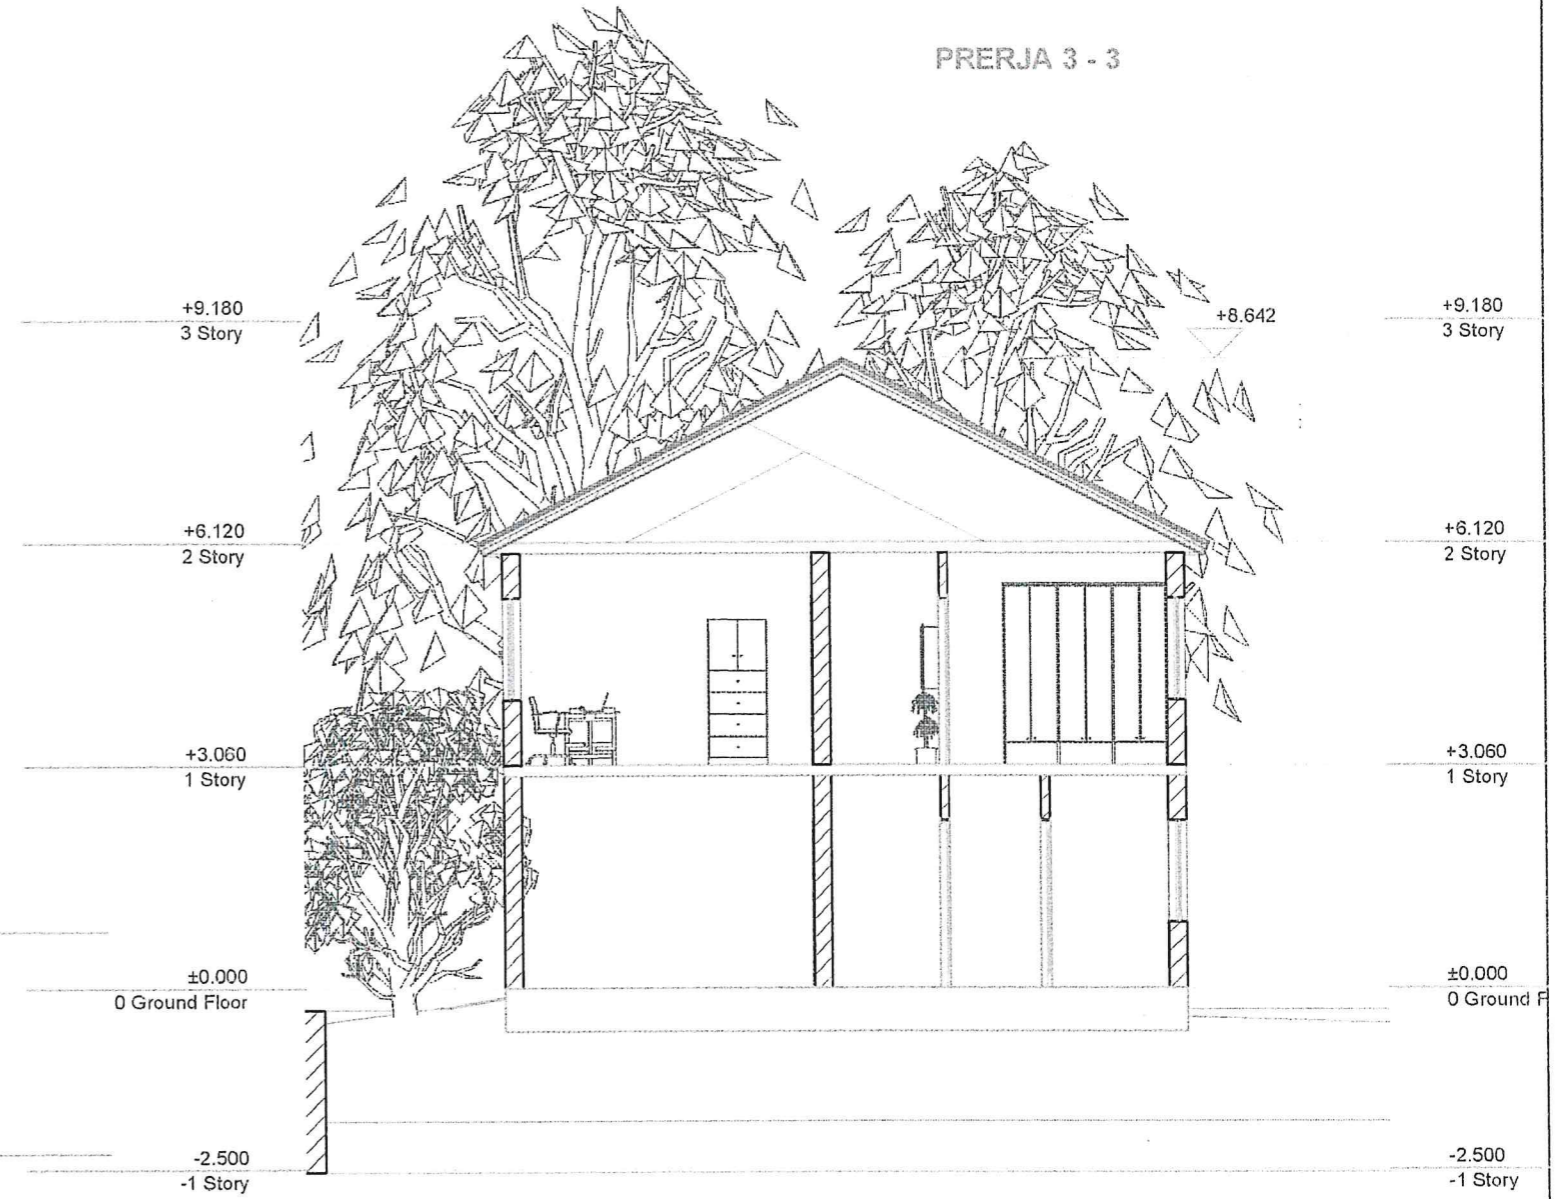 PRERJA 3 - 3
+9.180
3 Story
+8.642
+9.180
3 Story
+6.120
2 Story
+6.120
2 Story
+3.060
1 Story
+3.060
1 Story
±0.000
0 Ground Floor
±0.000
0 Ground F
-2.500
-1 Story
-2.500
-1 Story